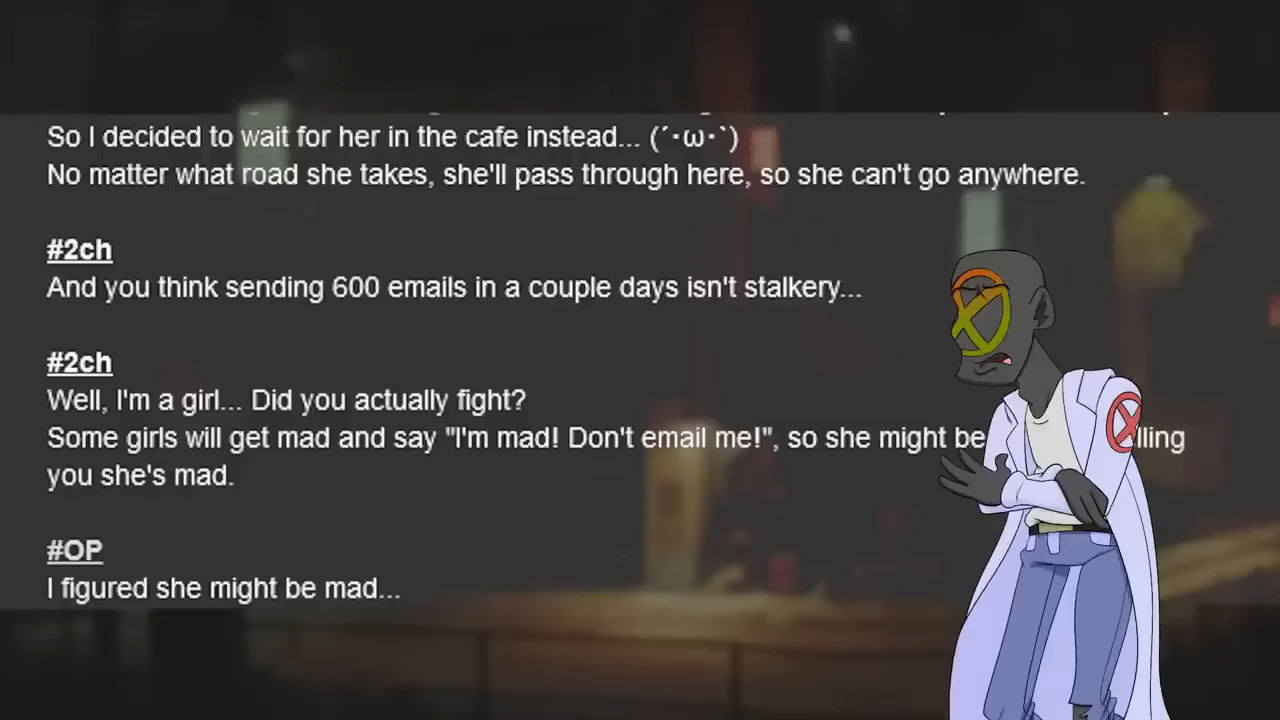 So I decided to wait for her in the cafe instead... (´･ω･`)
No matter what road she takes, she'll pass through here, so she can't go anywhere.
#2ch
And you think sending 600 emails in a couple days isn't stalkery...
#2ch
Well, I'm a girl... Did you actually fight?
Some girls will get mad and say "I'm mad! Don't email me!", so she might be lling
you she's mad.
#OP
I figured she might be mad...